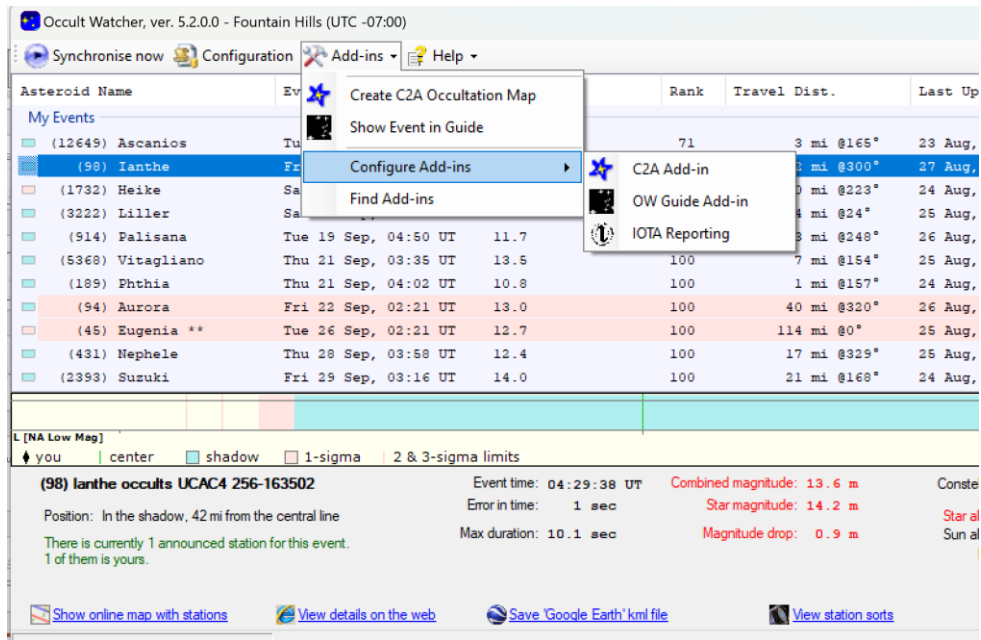 Occult Watcher, ver. 5.2.0.0 - Fountain Hills (UTC -07:00)
Synchronise now Configuration Add-ins Help
Asteroid Name Ev Rank Travel Dist. Last Up
My Events
Create C2A Occultation Map
Show Event in Guide
Configure Add-ins
Find Add-ins
C2A Add-in
OW Guide Add-in
IOTA Reporting
(12649) Ascanios Tu 71 3 mi @165° 23 Aug,
(98) Ianthe Fr mi @300° 27 Aug,
(1732) Heike Sa mi @223° 24 Aug,
(3222) Liller Sa mi @24° 25 Aug,
(914) Palisana Tue 19 Sep, 04:50 UT 11.7 mi @248° 26 Aug,
(5368) Vitagliano Thu 21 Sep, 03:35 UT 13.5 100 7 mi @154° 25 Aug,
(189) Phthia Thu 21 Sep, 04:02 UT 10.8 100 1 mi @157° 24 Aug,
(94) Aurora Fri 22 Sep, 02:21 UT 13.0 100 40 mi @320° 26 Aug,
(45) Eugenia ** Tue 26 Sep, 02:21 UT 12.7 100 114 mi @0° 25 Aug,
(431) Nephele Thu 28 Sep, 03:58 UT 12.4 100 17 mi @329° 25 Aug,
(2393) Suzuki Fri 29 Sep, 03:16 UT 14.0 100 21 mi @168° 24 Aug,
L [NA Low Mag]
you center shadow 1-sigma 2 & 3-sigma limits
(98) Ianthe occults UCAC4 256-163502 Event time: 04:29:38 UT Combined magnitude: 13.6 m Conste
Error in time: 1 sec Star magnitude: 14.2 m
Position: In the shadow, 42 mi from the central line Star al
Max duration: 10.1 sec Magnitude drop: 0.9 m Sun al
There is currently 1 announced station for this event.
1 of them is yours.
Show online map with stations View details on the web Save 'Google Earth' kml file View station sorts